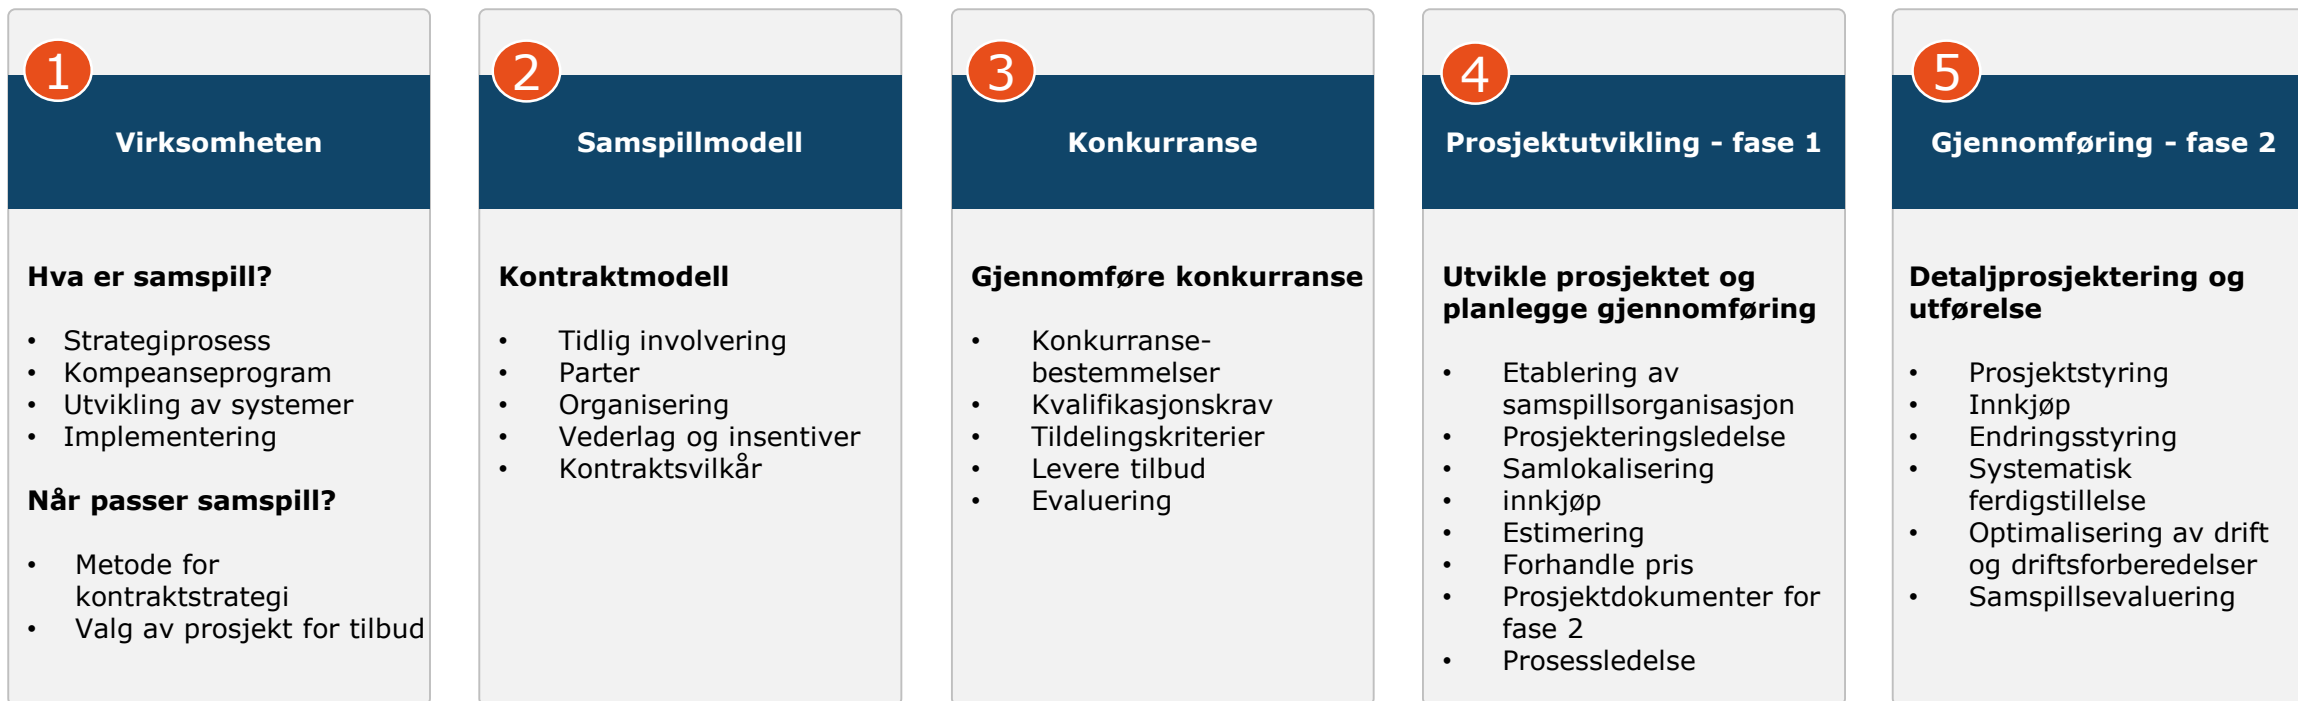 1
Virksomheten
Hva er samspill?
• Strategiprosess
• Kompeanseprogram
• Utvikling av systemer
• Implementering
Når passer samspill?
• Metode for
kontraktstrategi
• Valg av prosjekt for tilbud
2
Samspillmodell
Kontraktmodell
• Tidlig involvering
• Parter
• Organisering
• Vederlag og insentiver
• Kontraktsvilkår
3
Konkurranse
Gjennomføre konkurranse
• Konkurranse-
bestemmelser
• Kvalifikasjonskrav
• Tildelingskriterier
• Levere tilbud
• Evaluering
4
Prosjektutvikling - fase 1
Utvikle prosjektet og
planlegge gjennomføring
• Etablering av
samspillsorganisasjon
• Prosjekteringsledelse
• Samlokalisering
• innkjøp
• Estimering
• Forhandle pris
• Prosjektdokumenter for
fase 2
• Prosessledelse
5
Gjennomføring - fase 2
Detaljprosjektering og
utførelse
• Prosjektstyring
• Innkjøp
• Endringsstyring
• Systematisk
ferdigstillelse
• Optimalisering av drift
og driftsforberedelser
• Samspillsevaluering